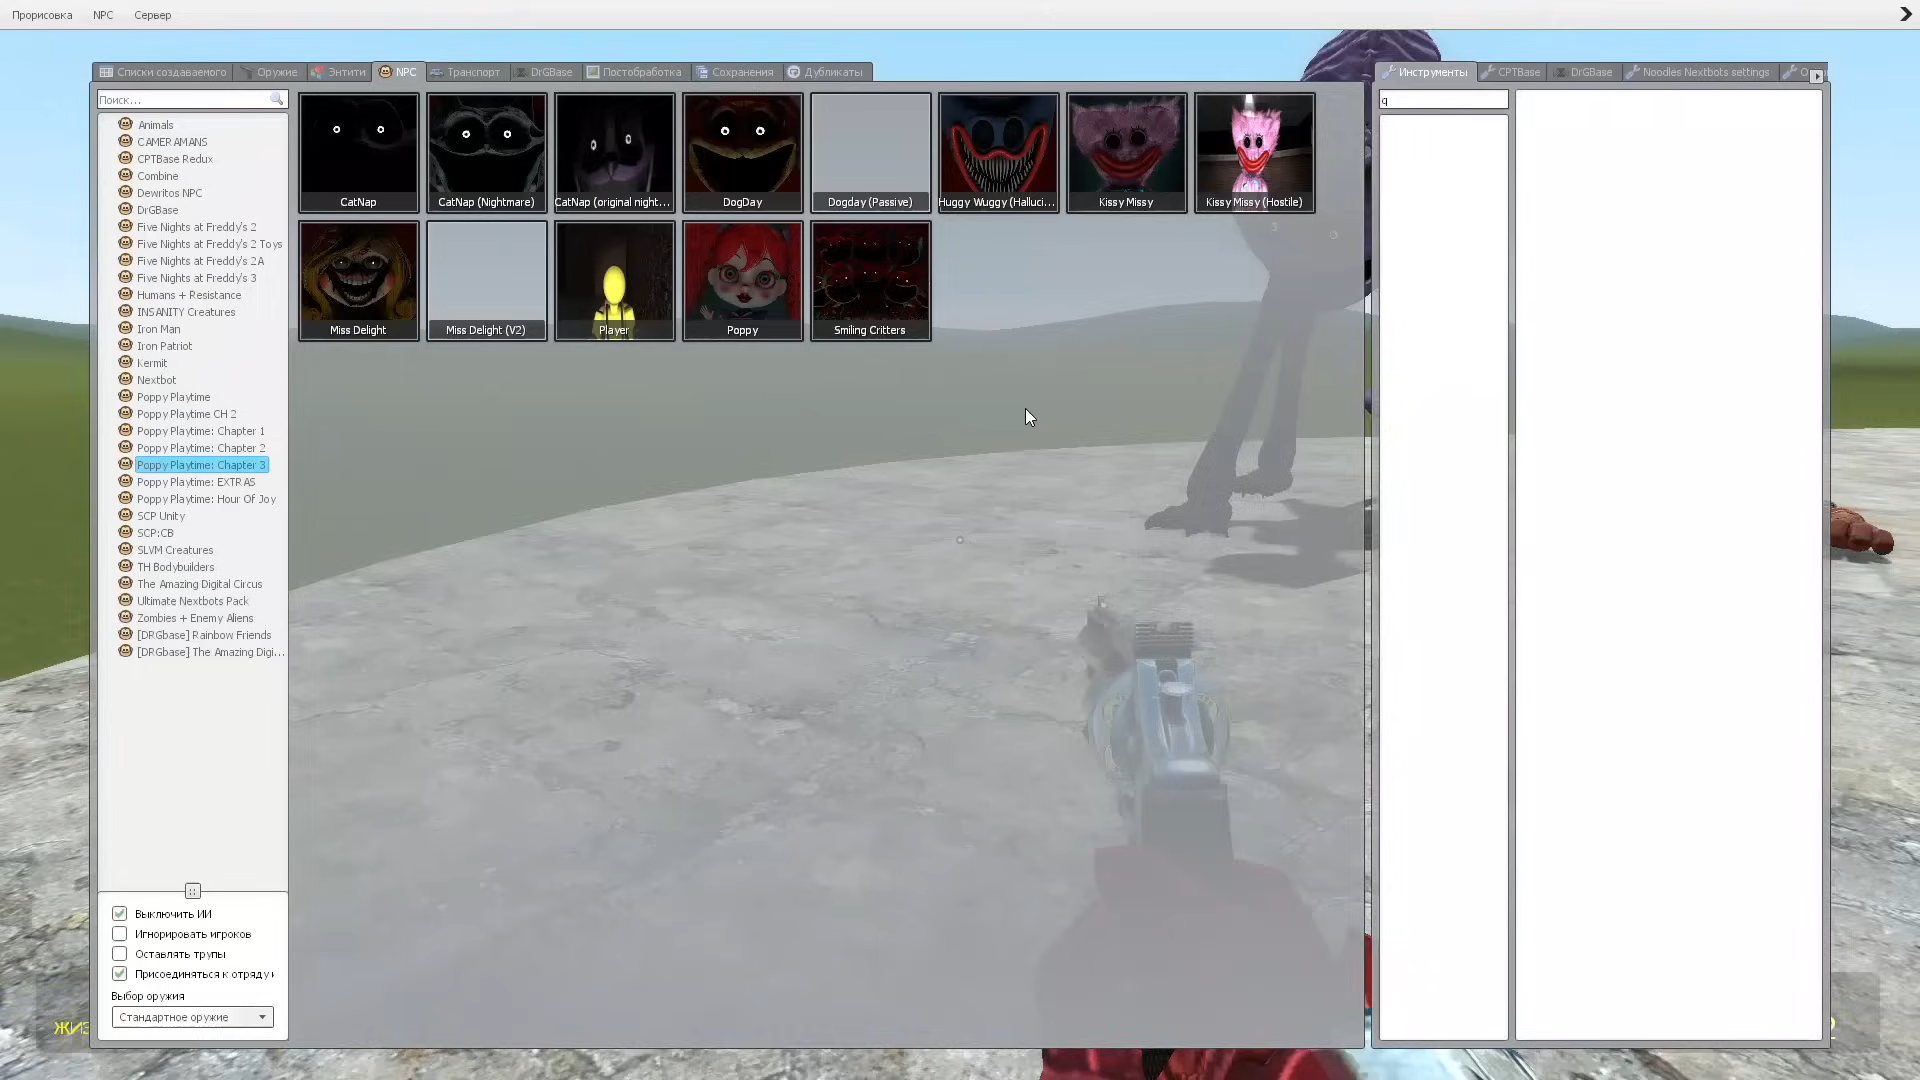 Прорисовка NPC Сервер
Списки создаваемого Оружие Энтити NPC Транспорт DrGBase Постобработка Сохранения Дубликаты
Инструменты CPTBase DrGBase Noodles Nextbots settings
Поиск...
q
Animals
CAMERAMANS
CPTBase Redux
Combine
Dewritos NPC
DrGBase
Five Nights at Freddy's 2
Five Nights at Freddy's 2 Toys
Five Nights at Freddy's 2A
Five Nights at Freddy's 3
Humans + Resistance
INSANITY Creatures
Iron Man
Iron Patriot
Kermit
Nextbot
Poppy Playtime
Poppy Playtime CH 2
Poppy Playtime: Chapter 1
Poppy Playtime: Chapter 2
Poppy Playtime: Chapter 3
Poppy Playtime: EXTRAS
Poppy Playtime: Hour Of Joy
SCP Unity
SCP:CB
SLVM Creatures
TH Bodybuilders
The Amazing Digital Circus
Ultimate Nextbots Pack
Zombies + Enemy Aliens
[DRGbase] Rainbow Friends
[DRGbase] The Amazing Digi...
CatNap
CatNap (Nightmare)
CatNap (original night...
DogDay
Dogday (Passive)
Huggy Wuggy (Halluci...
Kissy Missy
Kissy Missy (Hostile)
Miss Delight
Miss Delight (V2)
Player
Poppy
Smiling Critters
Выключить ИИ
Игнорировать игроков
Оставлять трупы
Присоединяться к отряду
Выбор оружия
Стандартное оружие